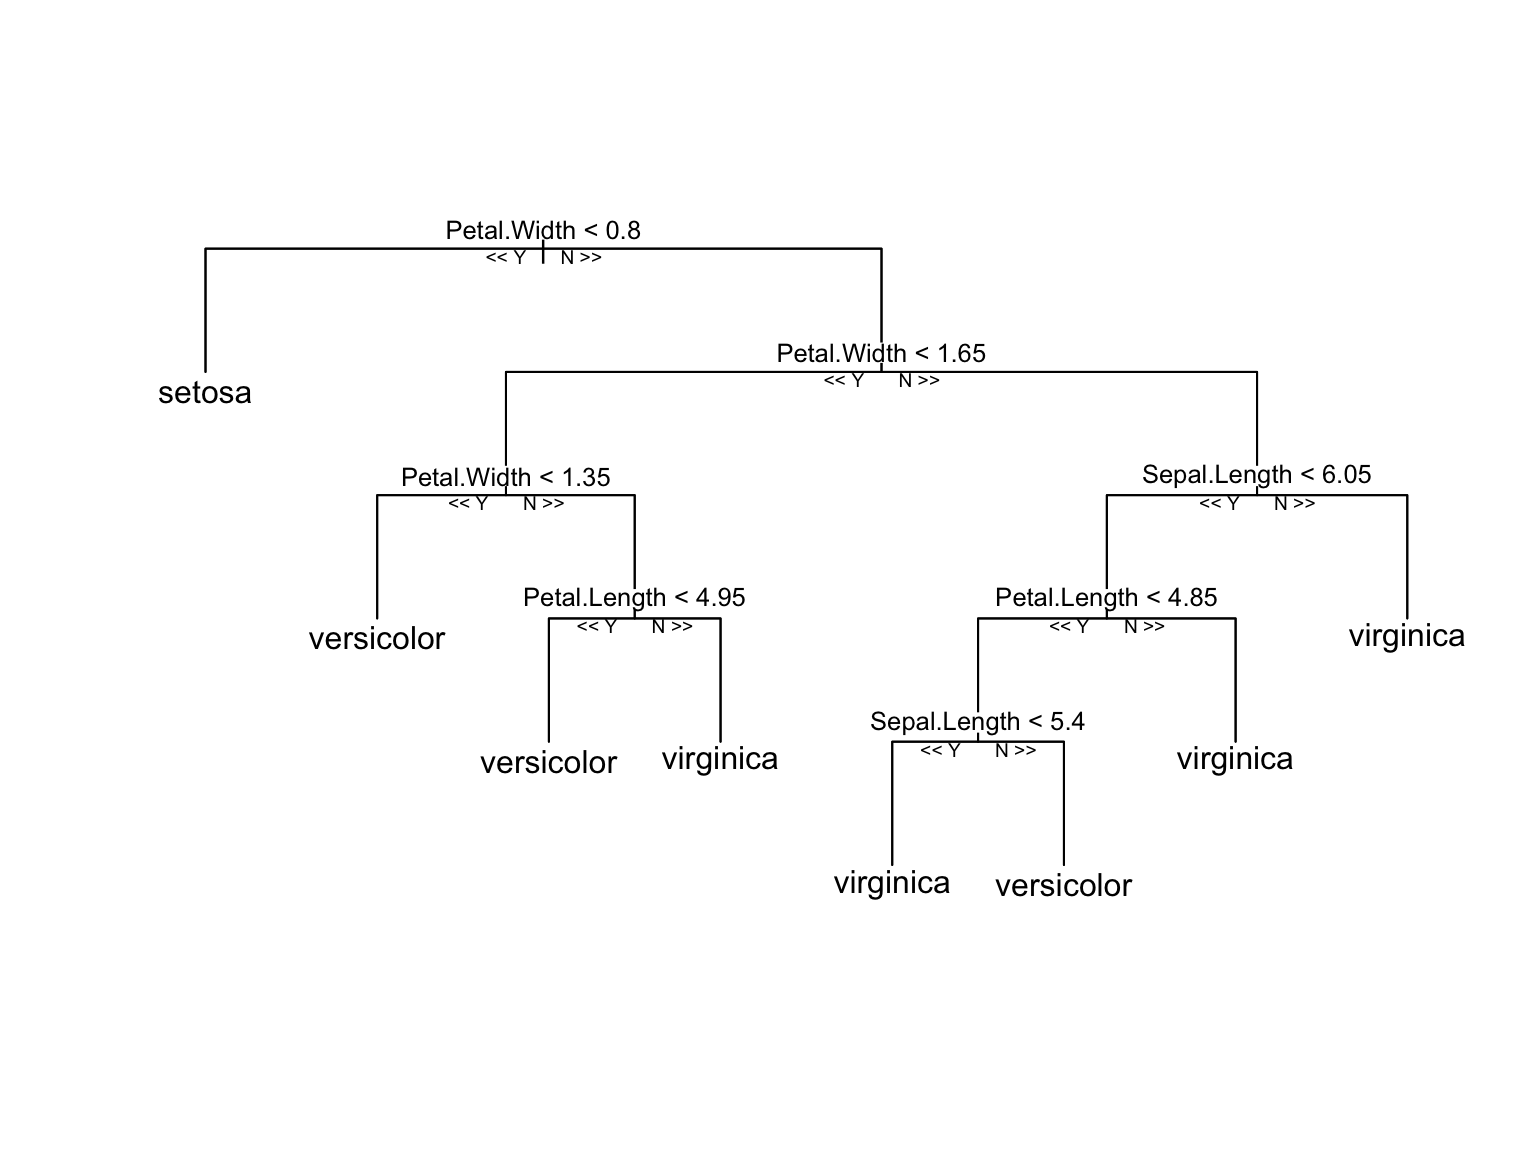 Petal.Width < 0.8
<< Y N >>
setosa
Petal.Width < 1.65
<< Y N >>
Petal.Width < 1.35
<< Y N >>
Sepal.Length < 6.05
<< Y N >>
versicolor
Petal.Length < 4.95
<< Y N >>
Petal.Length < 4.85
<< Y N >>
virginica
versicolor
virginica
Sepal.Length < 5.4
<< Y N >>
virginica
virginica
versicolor